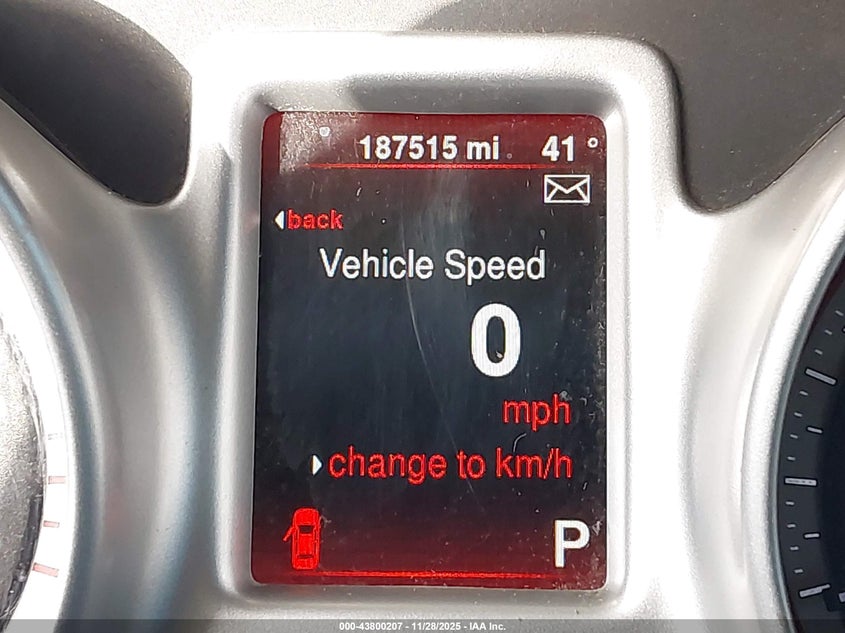 187515 mi 41°
back
Vehicle Speed
0
mph
change to km/h
P
000-43800207 - 11/28/2025 - IAA Inc.